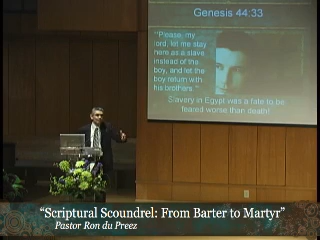 Genesis 44:33
"Please, my
lord, let me stay
here as a slave
instead of the
boy, and let the
boy return with
his brothers."
Slavery in Egypt was a fate to be
feared worse than death!
"Scriptural Scoundrel: From Barter to Martyr"
Pastor Ron du Preez